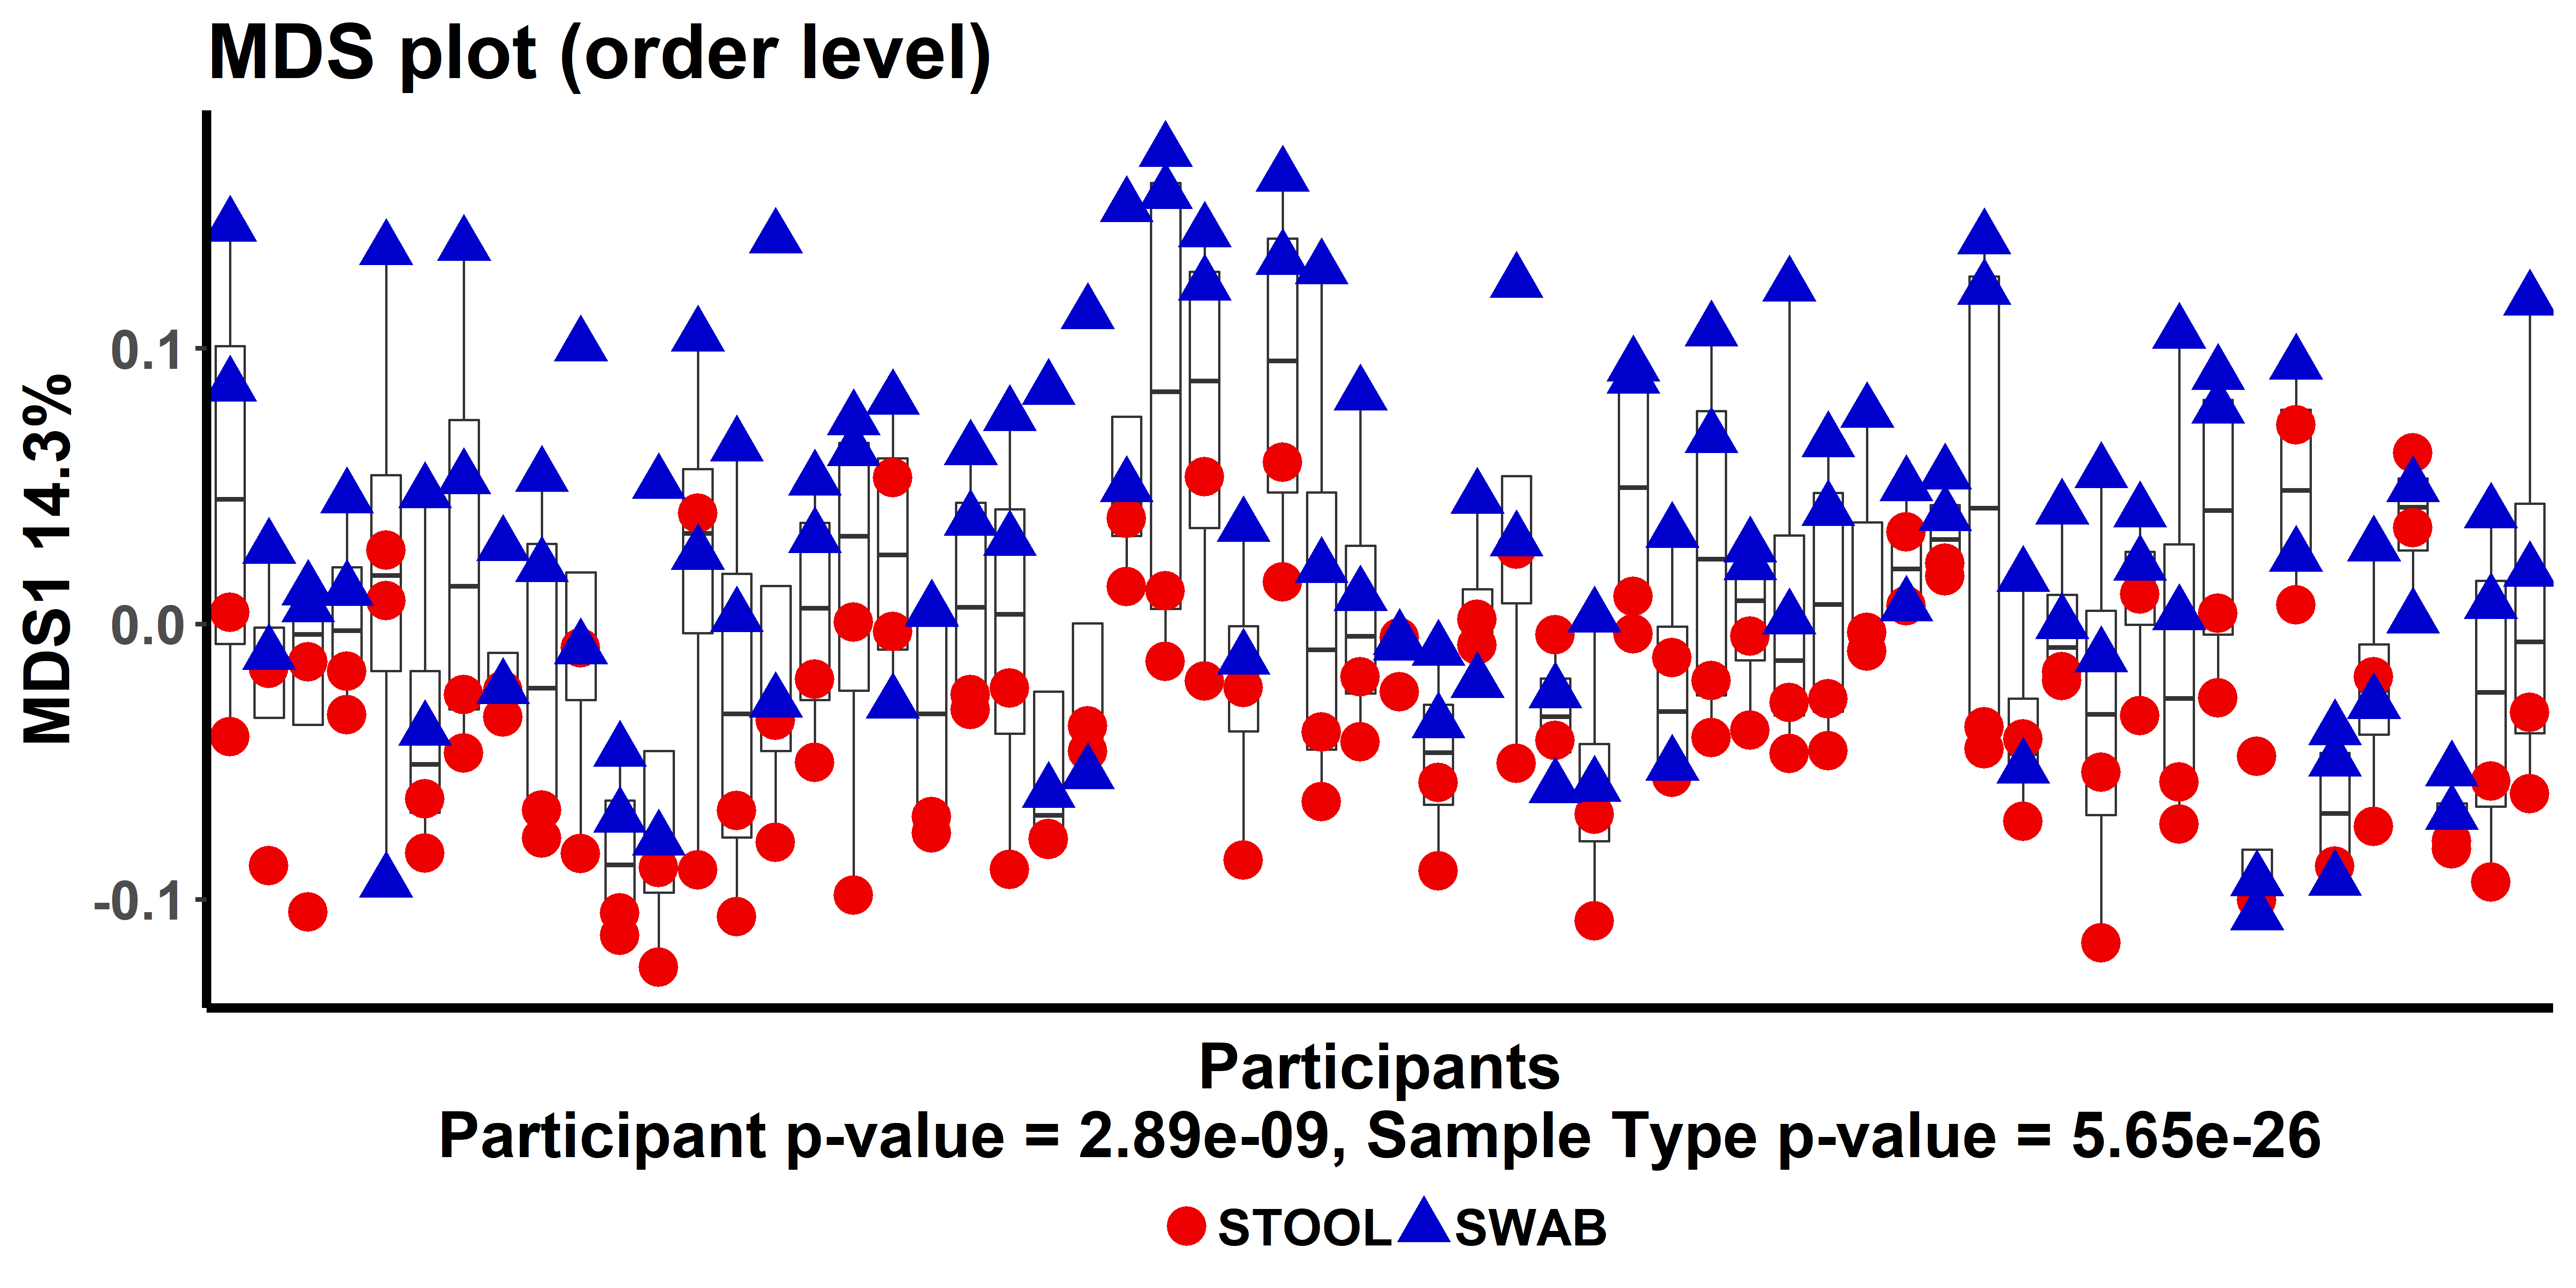 MDS plot (order level)
MDS1 14.3%
0.1
0.0
-0.1
Participants
Participant p-value = 2.89e-09, Sample Type p-value = 5.65e-26
STOOL SWAB